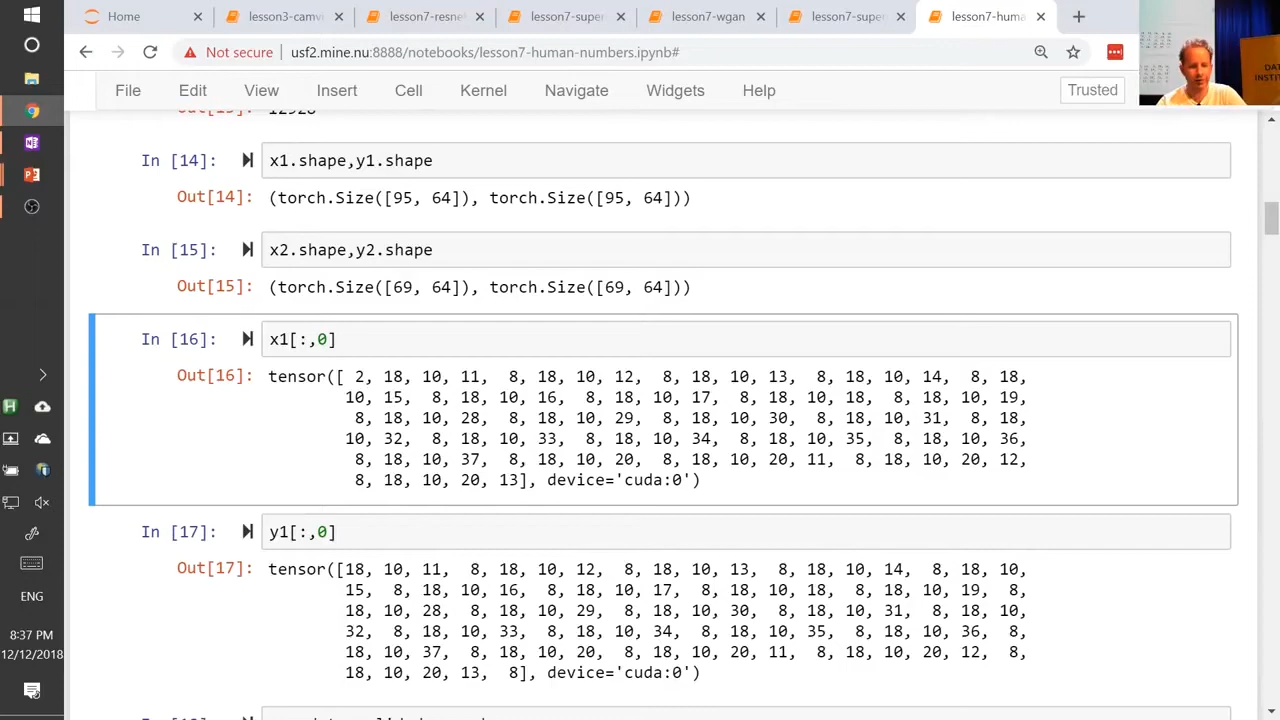 Home
lesson3-camvi
lesson7-resne
lesson7-super
lesson7-wgan
lesson7-supe
lesson7-huma
Not secure | usf2.mine.nu:8888/notebooks/lesson7-human-numbers.ipynb#
File Edit View Insert Cell Kernel Navigate Widgets Help Trusted
In [14]: x1.shape,y1.shape
Out[14]: (torch.Size([95, 64]), torch.Size([95, 64]))
In [15]: x2.shape,y2.shape
Out[15]: (torch.Size([69, 64]), torch.Size([69, 64]))
In [16]: x1[:,0]
Out[16]: tensor([ 2, 18, 10, 11, 8, 18, 10, 12, 8, 18, 10, 13, 8, 18, 10, 14, 8, 18,
10, 15, 8, 18, 10, 16, 8, 18, 10, 17, 8, 18, 10, 18, 8, 18, 10, 19,
8, 18, 10, 28, 8, 18, 10, 29, 8, 18, 10, 30, 8, 18, 10, 31, 8, 18,
10, 32, 8, 18, 10, 33, 8, 18, 10, 34, 8, 18, 10, 35, 8, 18, 10, 36,
8, 18, 10, 37, 8, 18, 10, 20, 8, 18, 10, 20, 11, 8, 18, 10, 20, 12,
8, 18, 10, 20, 13], device='cuda:0')
In [17]: y1[:,0]
Out[17]: tensor([18, 10, 11, 8, 18, 10, 12, 8, 18, 10, 13, 8, 18, 10, 14, 8, 18, 10,
15, 8, 18, 10, 16, 8, 18, 10, 17, 8, 18, 10, 18, 8, 18, 10, 19, 8,
18, 10, 28, 8, 18, 10, 29, 8, 18, 10, 30, 8, 18, 10, 31, 8, 18, 10,
32, 8, 18, 10, 33, 8, 18, 10, 34, 8, 18, 10, 35, 8, 18, 10, 36, 8,
18, 10, 37, 8, 18, 10, 20, 8, 18, 10, 20, 11, 8, 18, 10, 20, 12, 8,
18, 10, 20, 13, 8], device='cuda:0')
ENG
8:37 PM
12/12/2018